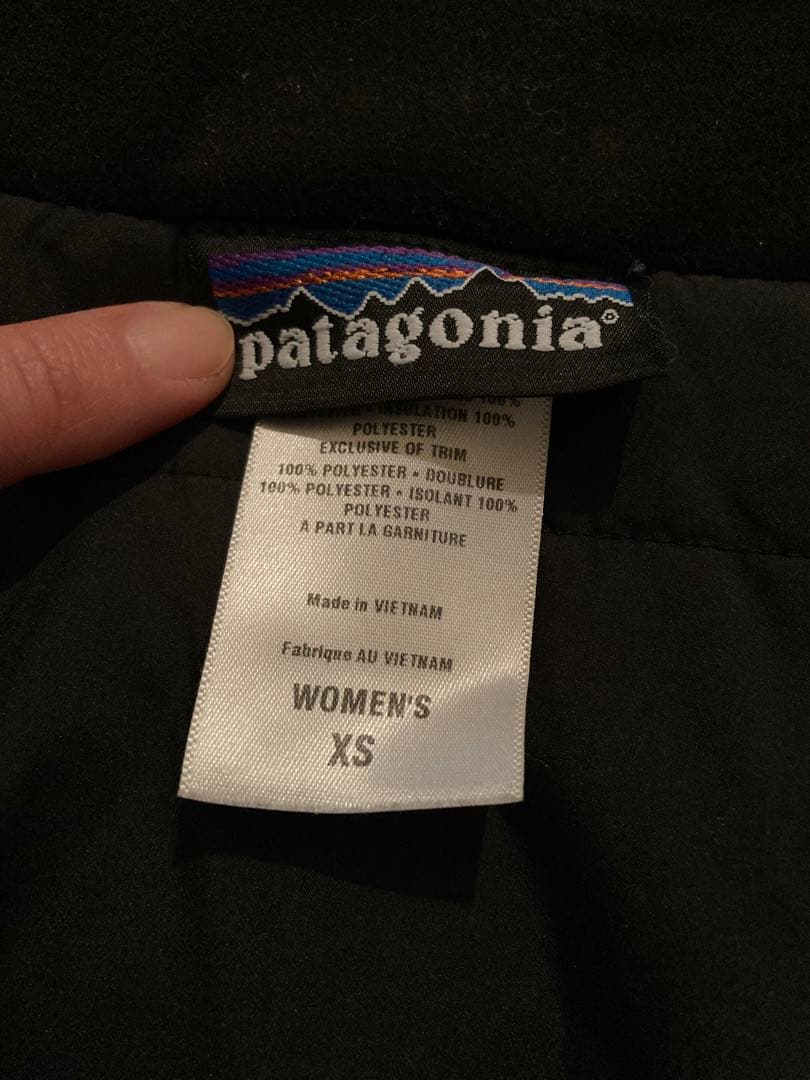 patagonia®
100%
INSULATION 100%
POLYESTER
EXCLUSIVE OF TRIM
100% POLYESTER • DOUBLURE
100% POLYESTER • ISOLANT 100%
POLYESTER
A PART LA GARNITURE
Made in VIETNAM
Fabrique AU VIETNAM
WOMEN'S
XS